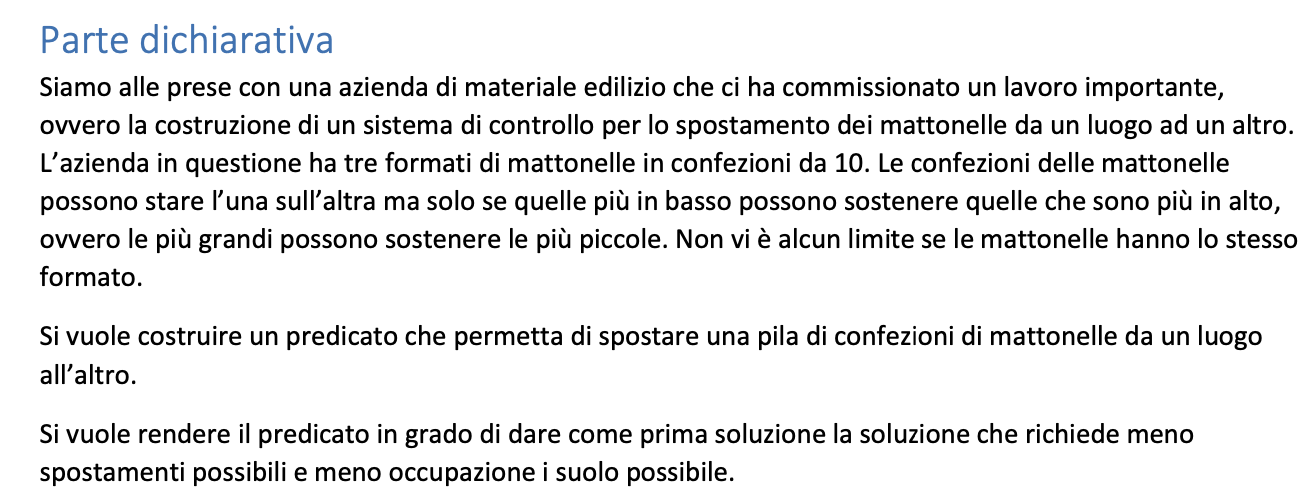 Parte dichiarativa
Siamo alle prese con una azienda di materiale edilizio che ci ha commissionato un lavoro importante,
ovvero la costruzione di un sistema di controllo per lo spostamento dei mattonelle da un luogo ad un altro.
L’azienda in questione ha tre formati di mattonelle in confezioni da 10. Le confezioni delle mattonelle
possono stare l’una sull’altra ma solo se quelle più in basso possono sostenere quelle che sono più in alto,
ovvero le più grandi possono sostenere le più piccole. Non vi è alcun limite se le mattonelle hanno lo stesso
formato.
Si vuole costruire un predicato che permetta di spostare una pila di confezioni di mattonelle da un luogo
all’altro.
Si vuole rendere il predicato in grado di dare come prima soluzione la soluzione che richiede meno
spostamenti possibili e meno occupazione i suolo possibile.